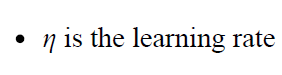 • η is the learning rate